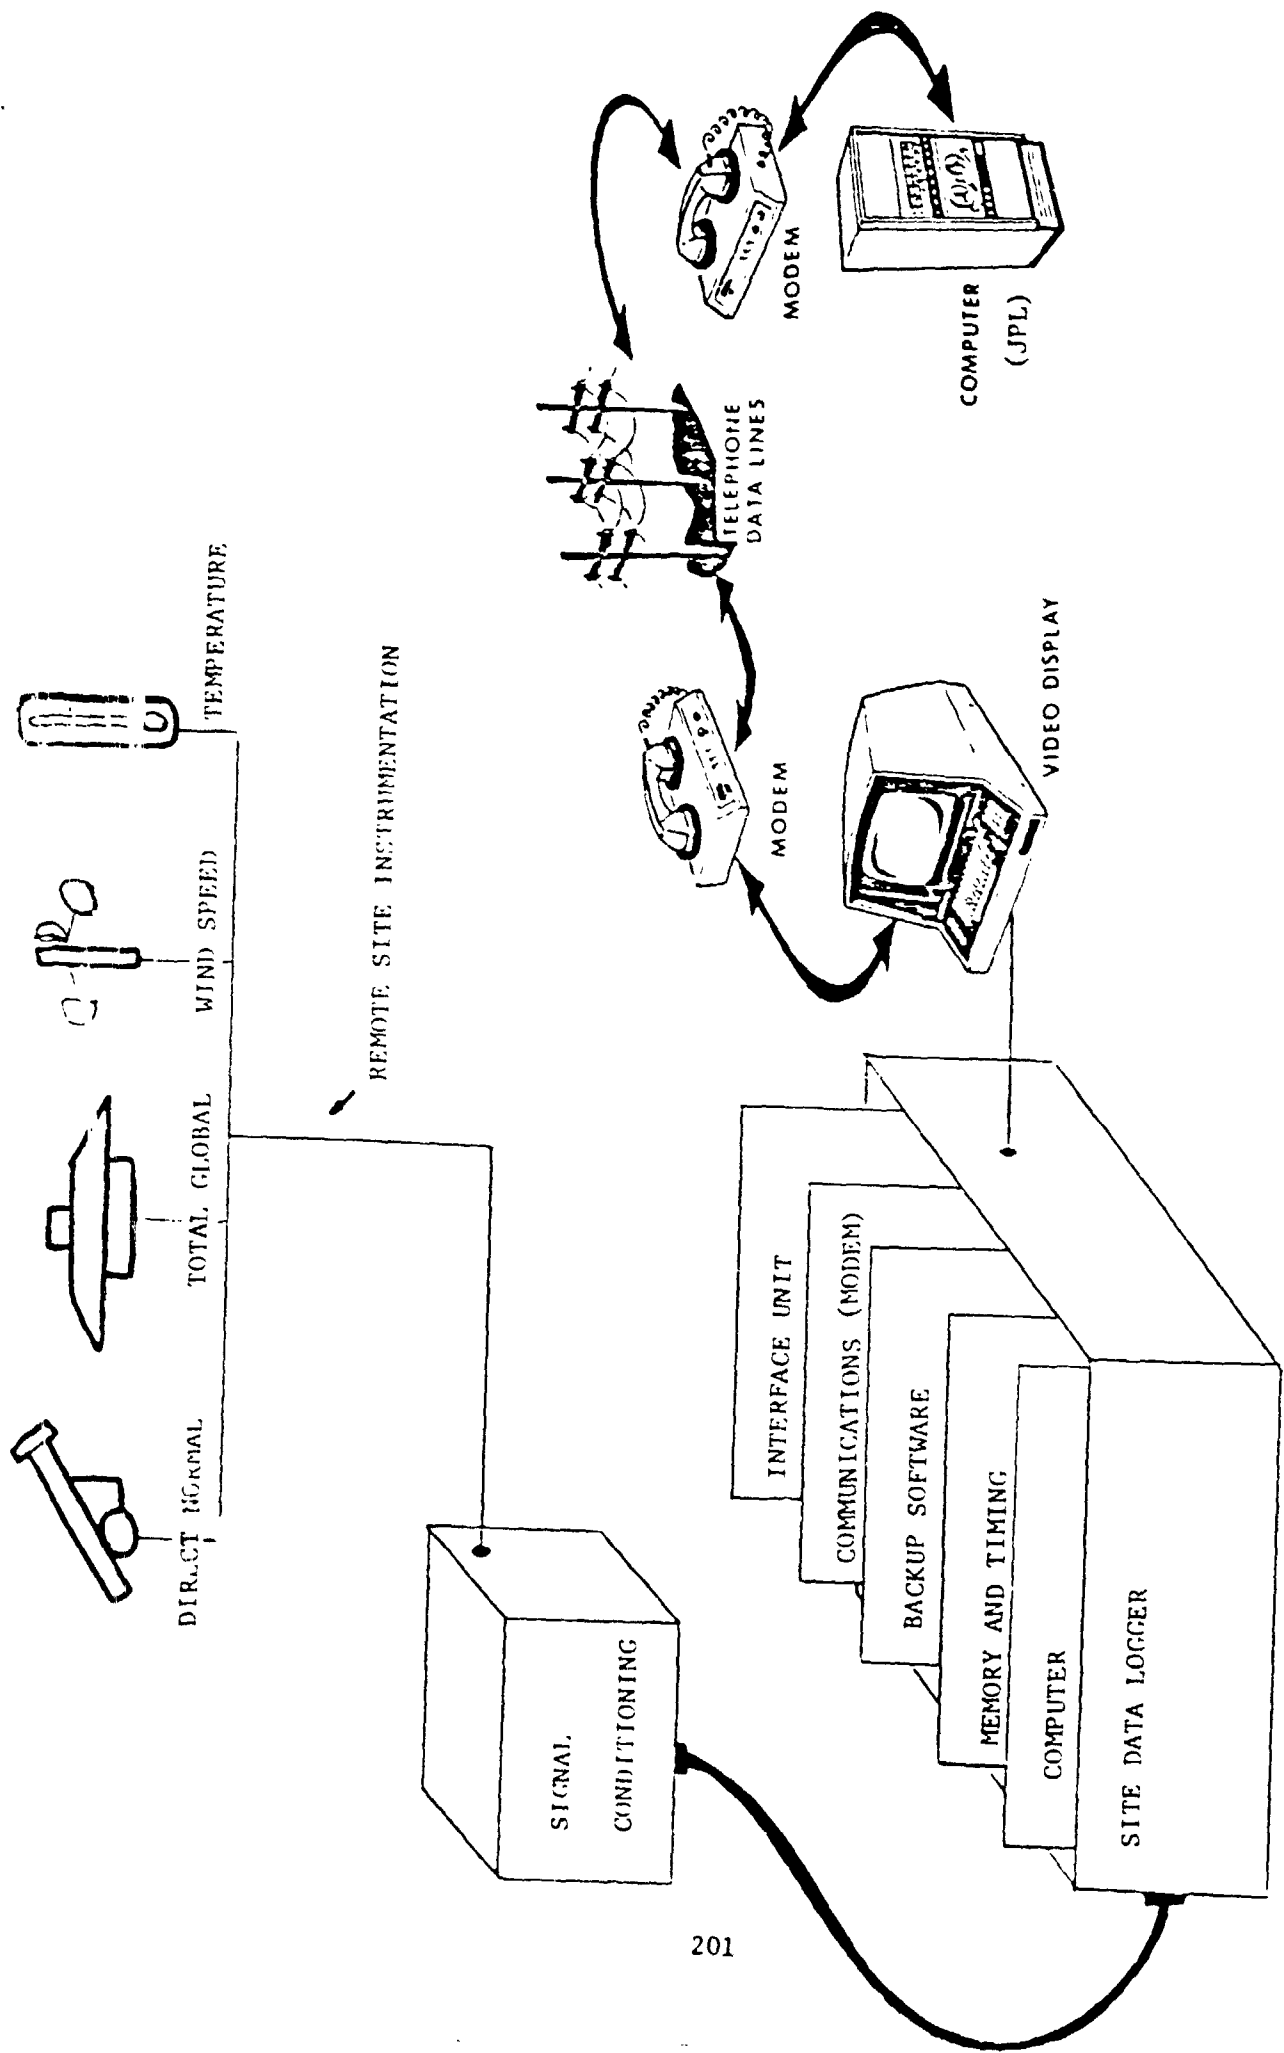 DIRECT NORMAL
TOTAL GLOBAL
WIND SPEED
TEMPERATURE
REMOTE SITE INSTRUMENTATION
SIGNAL
CONDITIONING
TELEPHONE
DATA LINES
MODEM
MODEM
COMPUTER
(JPL)
VIDEO DISPLAY
INTERFACE UNIT
COMMUNICATIONS (MODEM)
BACKUP SOFTWARE
MEMORY AND TIMING
COMPUTER
SITE DATA LOGGER
201